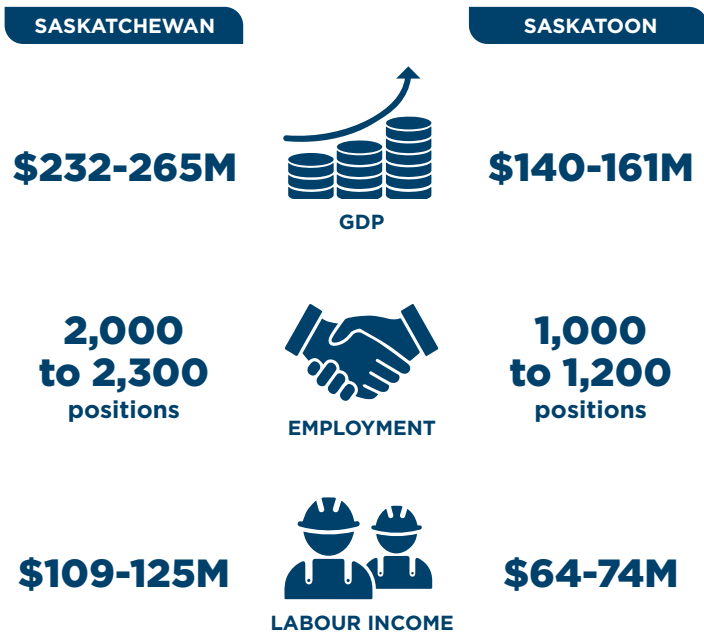 SASKATCHEWAN
SASKATOON
$232-265M
GDP
$140-161M
2,000
to 2,300
positions
EMPLOYMENT
1,000
to 1,200
positions
$109-125M
LABOUR INCOME
$64-74M